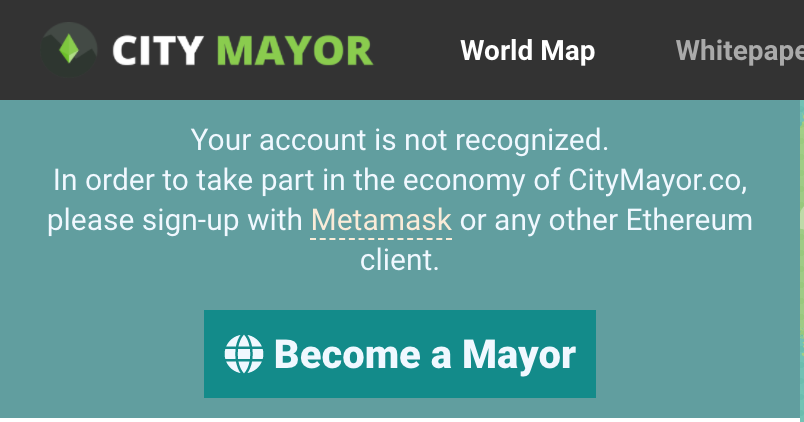 CITY MAYOR World Map Whitepape
Your account is not recognized.
In order to take part in the economy of CityMayor.co,
please sign-up with Metamask or any other Ethereum
client.
Become a Mayor